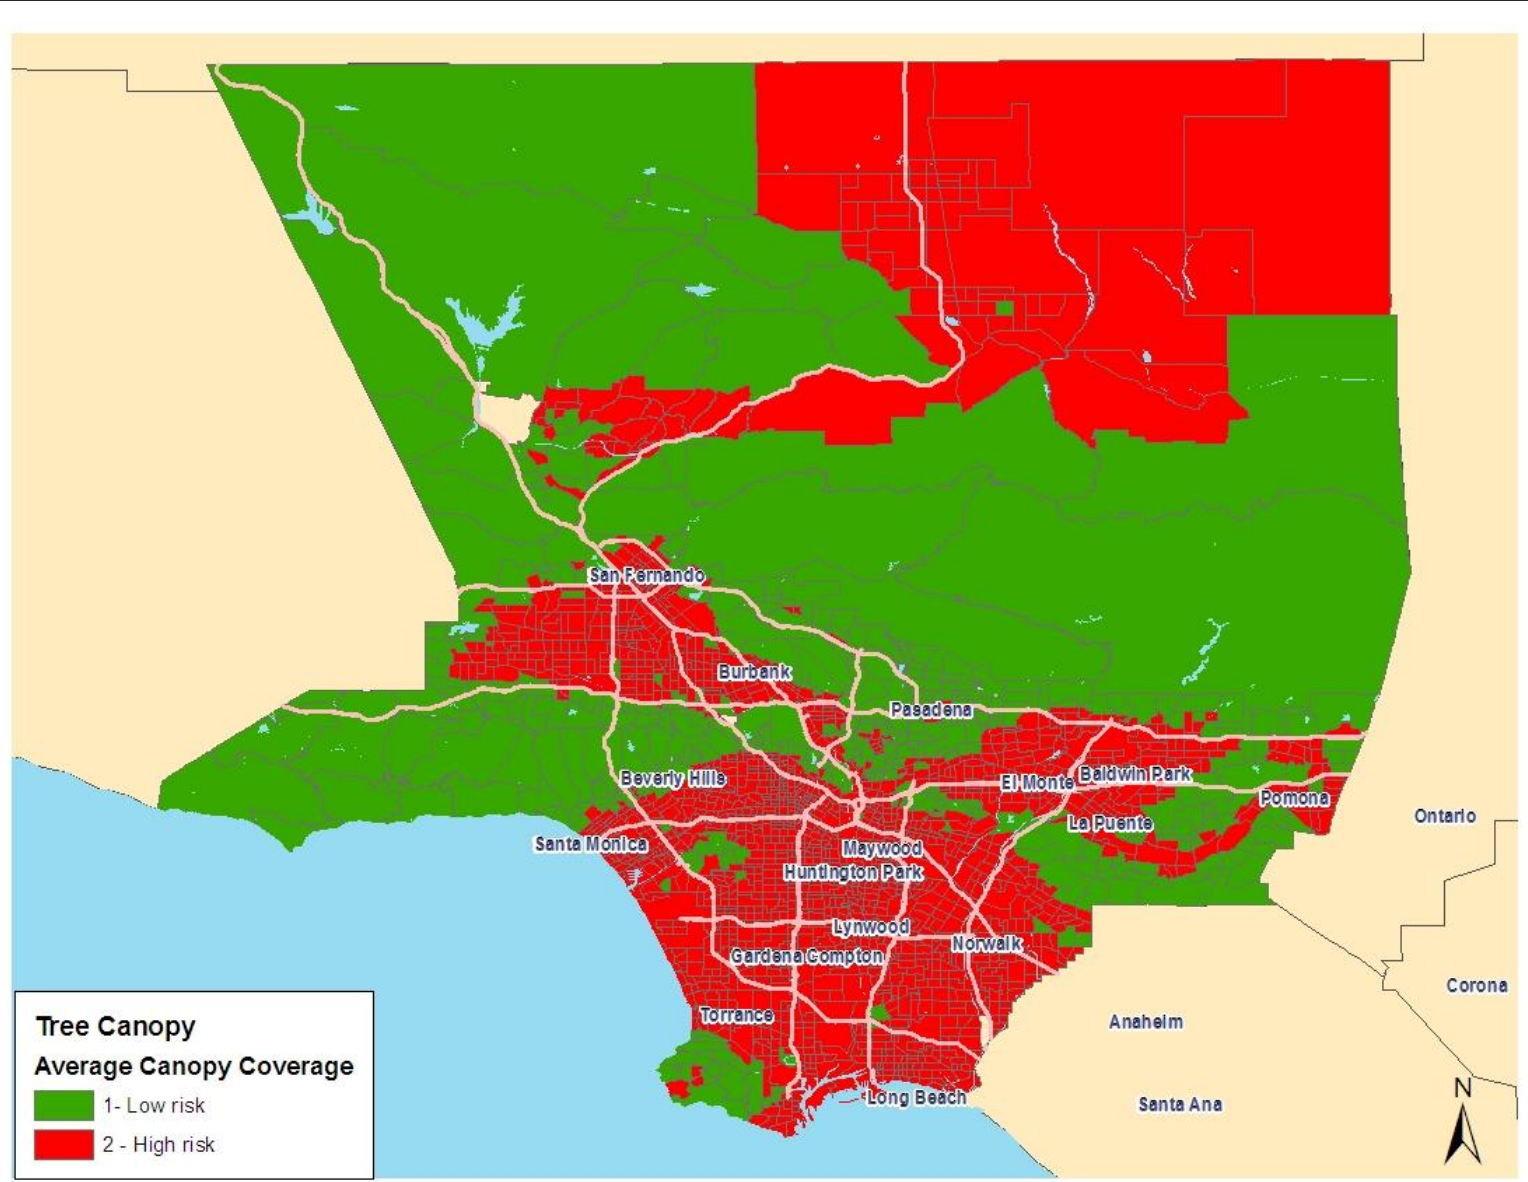 San Fernando
Burbank
Pasadena
Beverly Hills
El Monte
Baldwin Park
Pomona
La Puente
Ontario
Santa Monica
Maywood
Huntington Park
Lynwood
Norwalk
Gardena Compton
Corona
Torrance
Anaheim
Long Beach
Santa Ana
N
Tree Canopy
Average Canopy Coverage
1- Low risk
2 - High risk